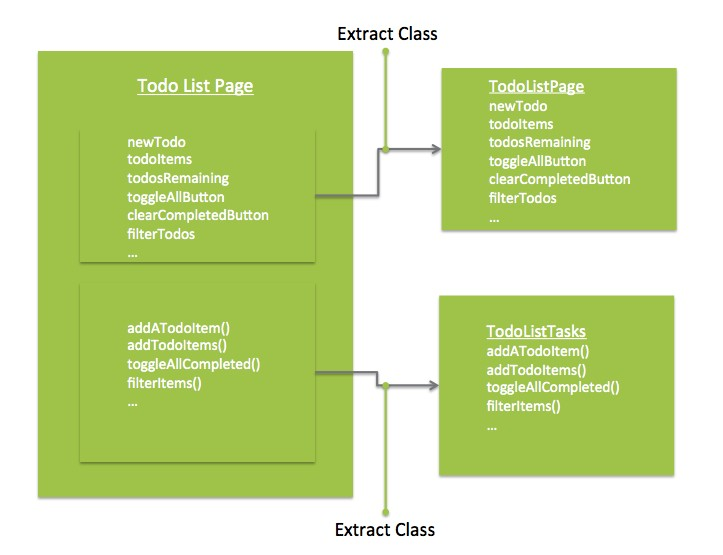 Extract Class
Todo List Page
newTodo
todoItems
todosRemaining
toggleAllButton
clearCompletedButton
filterTodos
...
addATodoItem()
addTodoItems()
toggleAllCompleted()
filterItems()
...
TodoListPage
newTodo
todoItems
todosRemaining
toggleAllButton
clearCompletedButton
filterTodos
...
TodoListTasks
addATodoItem()
addTodoItems()
toggleAllCompleted()
filterItems()
...
Extract Class